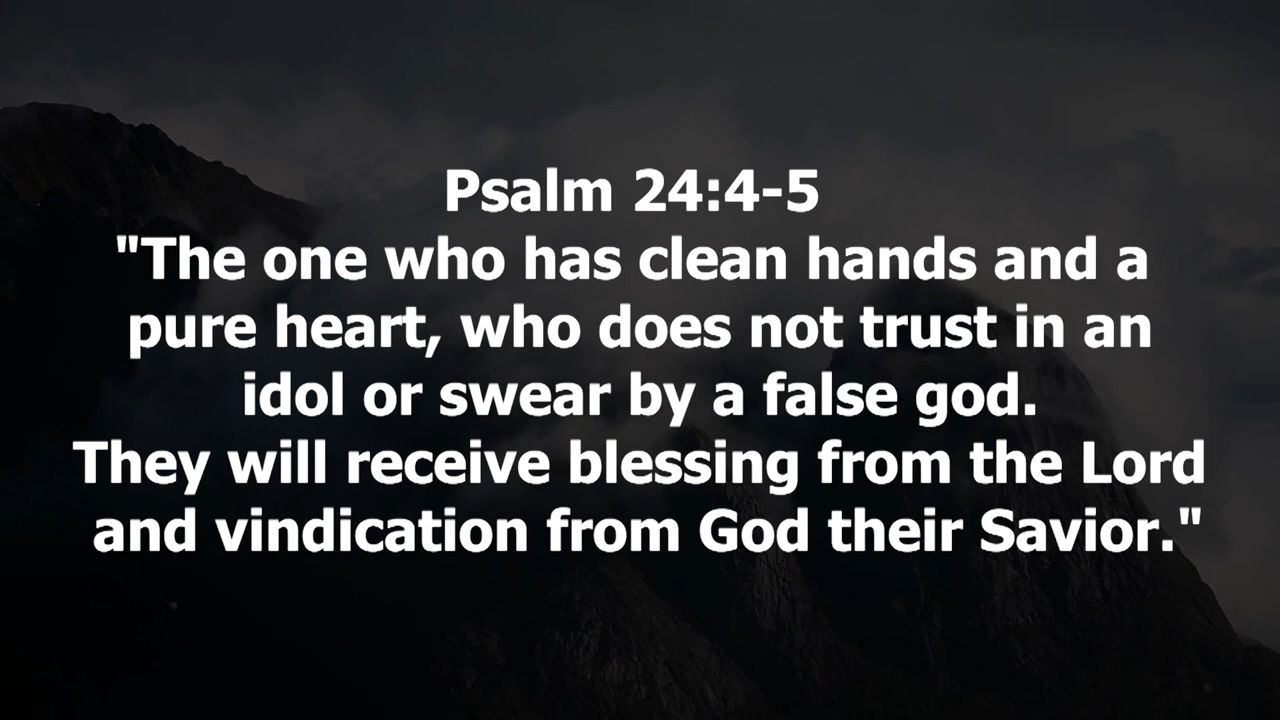 Psalm 24:4-5
"The one who has clean hands and a
pure heart, who does not trust in an
idol or swear by a false god.
They will receive blessing from the Lord
and vindication from God their Savior."